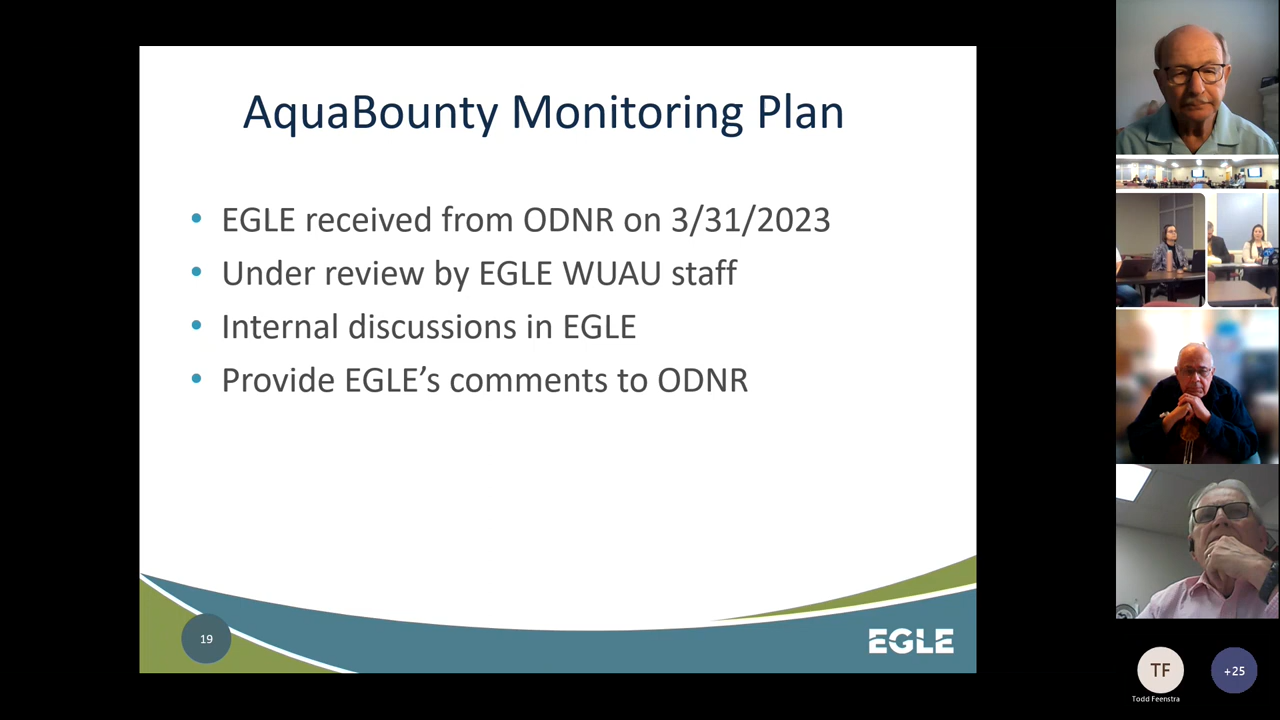 AquaBounty Monitoring Plan
• EGLE received from ODNR on 3/31/2023
• Under review by EGLE WUAU staff
• Internal discussions in EGLE
• Provide EGLE’s comments to ODNR
19
EGLE
TF
+25
Todd Feenstra